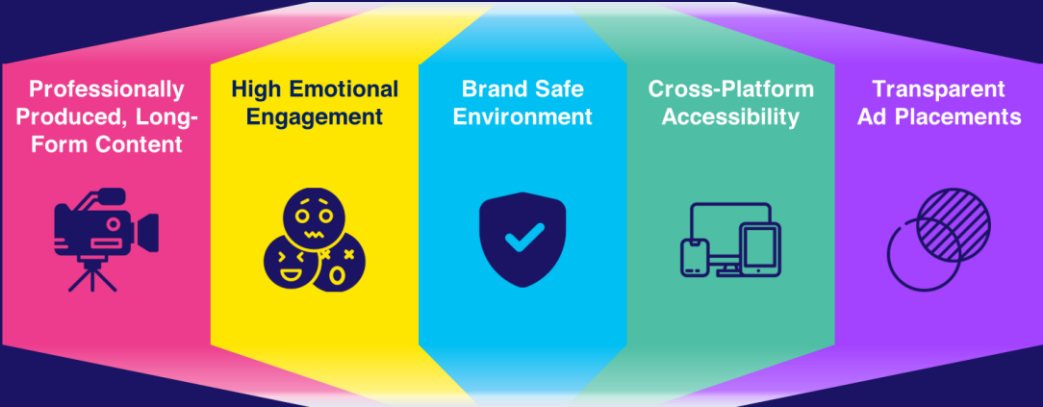 Professionally
Produced, Long-
Form Content
High Emotional
Engagement
Brand Safe
Environment
Cross-Platform
Accessibility
Transparent
Ad Placements